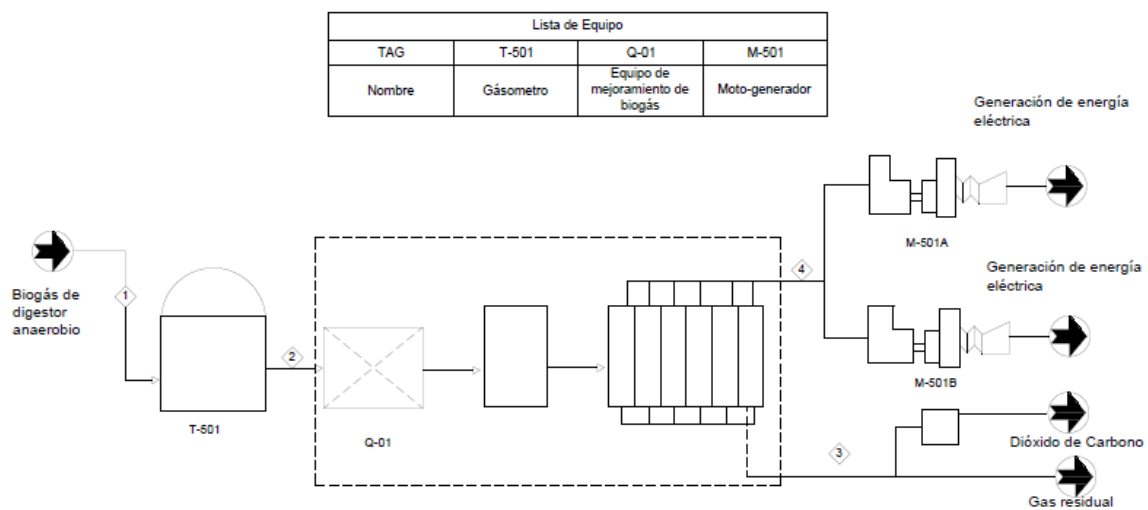 Lista de Equipo
TAG T-501 Q-01 M-501
Nombre Gásometro Equipo de mejoramiento de biogás Moto-generador
Generación de energía
eléctrica
M-501A
Generación de energía
eléctrica
4
1
Biogás de
digestor
anaerobio
2
M-501B
T-501
Q-01
3
Dióxido de Carbono
Gas residual